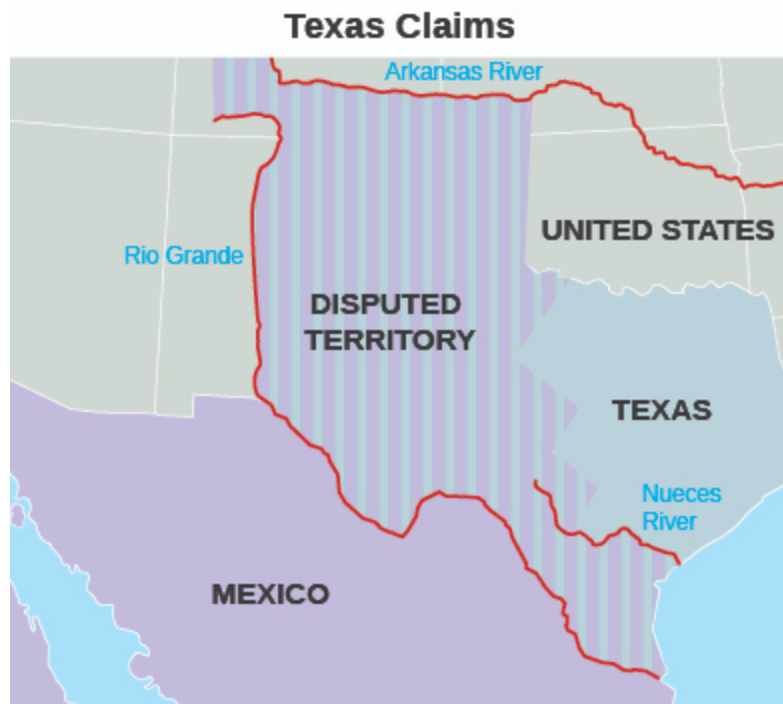 Texas Claims
Arkansas River
UNITED STATES
Rio Grande
DISPUTED
TERRITORY
TEXAS
Nueces
River
MEXICO